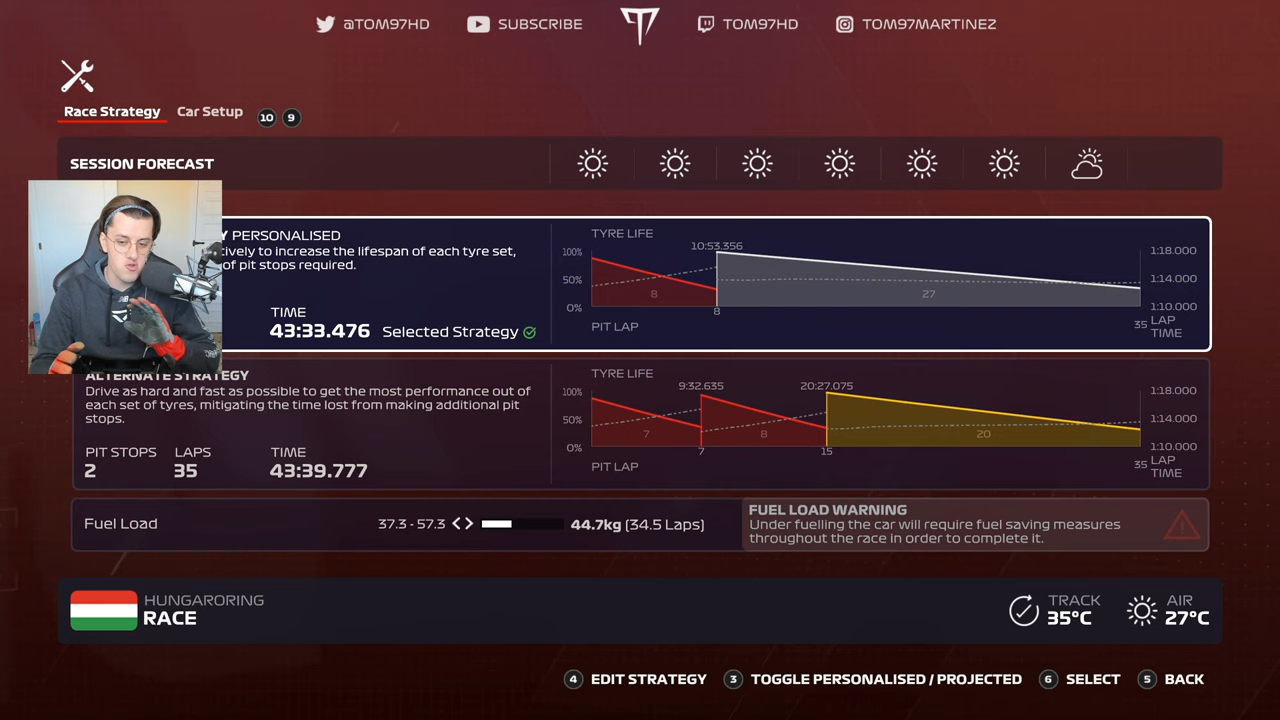 @TOM97HD
SUBSCRIBE
TOM97HD
TOM97MARTINEZ
Race Strategy
Car Setup
10
9
SESSION FORECAST
PERSONALISED
to increase the lifespan of each tyre set,
of pit stops required.
TIME
43:33.476
Selected Strategy
TYRE LIFE
100%
50%
0%
10:53.356
8
27
8
35
PIT LAP
1:18.000
1:14.000
1:10.000
LAP
TIME
ALTERNATE STRATEGY
Drive as hard and fast as possible to get the most performance out of
each set of tyres, mitigating the time lost from making additional pit
stops.
PIT STOPS
2
LAPS
35
TIME
43:39.777
TYRE LIFE
100%
50%
0%
9:32.635
20:27.075
7
8
20
7
15
35
PIT LAP
1:18.000
1:14.000
1:10.000
LAP
TIME
Fuel Load
37.3 - 57.3
44.7kg (34.5 Laps)
FUEL LOAD WARNING
Under fuelling the car will require fuel saving measures
throughout the race in order to complete it.
HUNGARORING
RACE
TRACK
35°C
AIR
27°C
4 EDIT STRATEGY
3 TOGGLE PERSONALISED / PROJECTED
6 SELECT
5 BACK